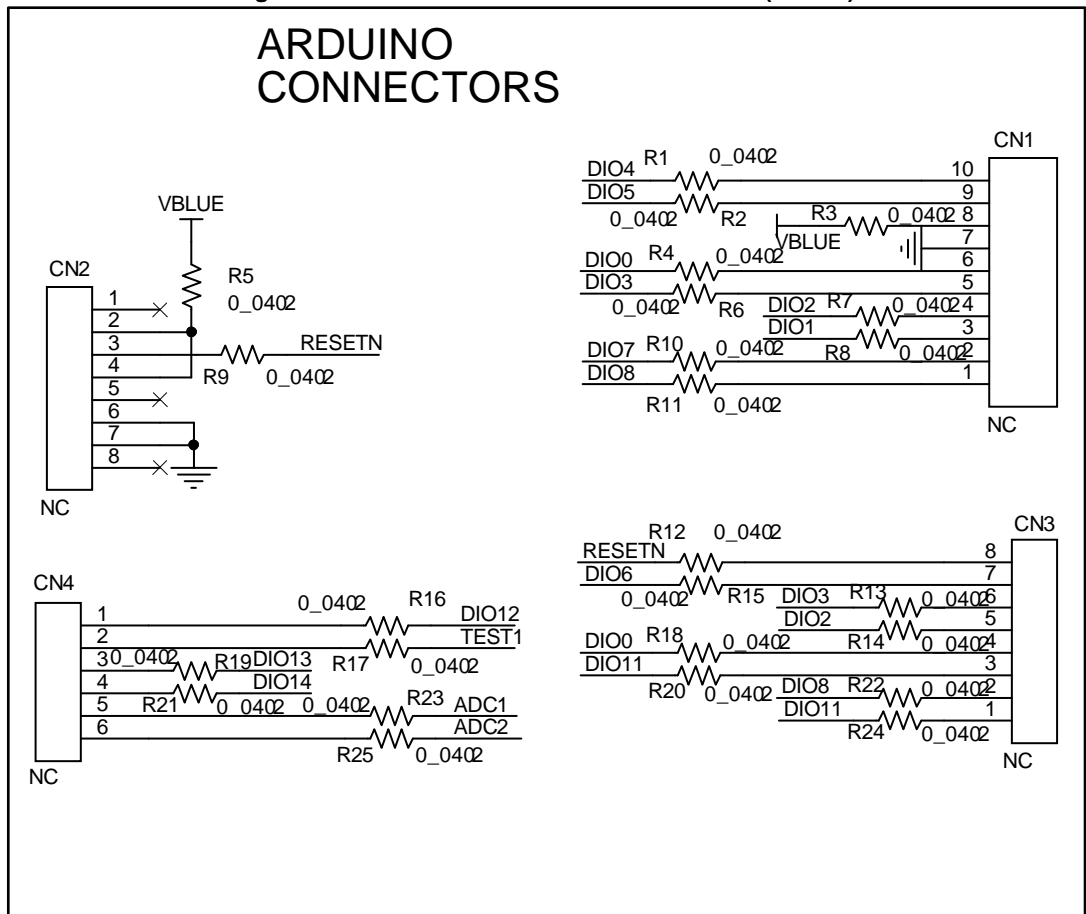 ARDUINO
CONNECTORS
CN1
DIO4 R1 0_0402 10
DIO5 0_0402 R2 9
VBLUE R3 0_0402 8
7
DIO0 R4 0_0402 6
DIO3 0_0402 R6 5
DIO2 R7 0_0402 4
DIO1 R8 0_0402 3
DIO7 R10 0_0402 2
DIO8 R11 0_0402 1
NC
VBLUE
CN2
R5
0_0402
1
2
3 R9 0_0402 RESETN
4
5
6
7
8
NC
CN3
RESETN R12 0_0402 8
DIO6 0_0402 R15 7
DIO3 R13 0_0402 6
DIO2 R14 0_0402 5
DIO0 R18 0_0402 4
DIO11 R20 0_0402 3
DIO8 R22 0_0402 2
DIO11 R24 0_0402 1
NC
CN4
1 0_0402 R16 DIO12
2 R17 0_0402 TEST1
3 0_0402 R19 DIO13
4 R21 0_0402 DIO14
5 0_0402 R23 ADC1
6 R25 0_0402 ADC2
NC